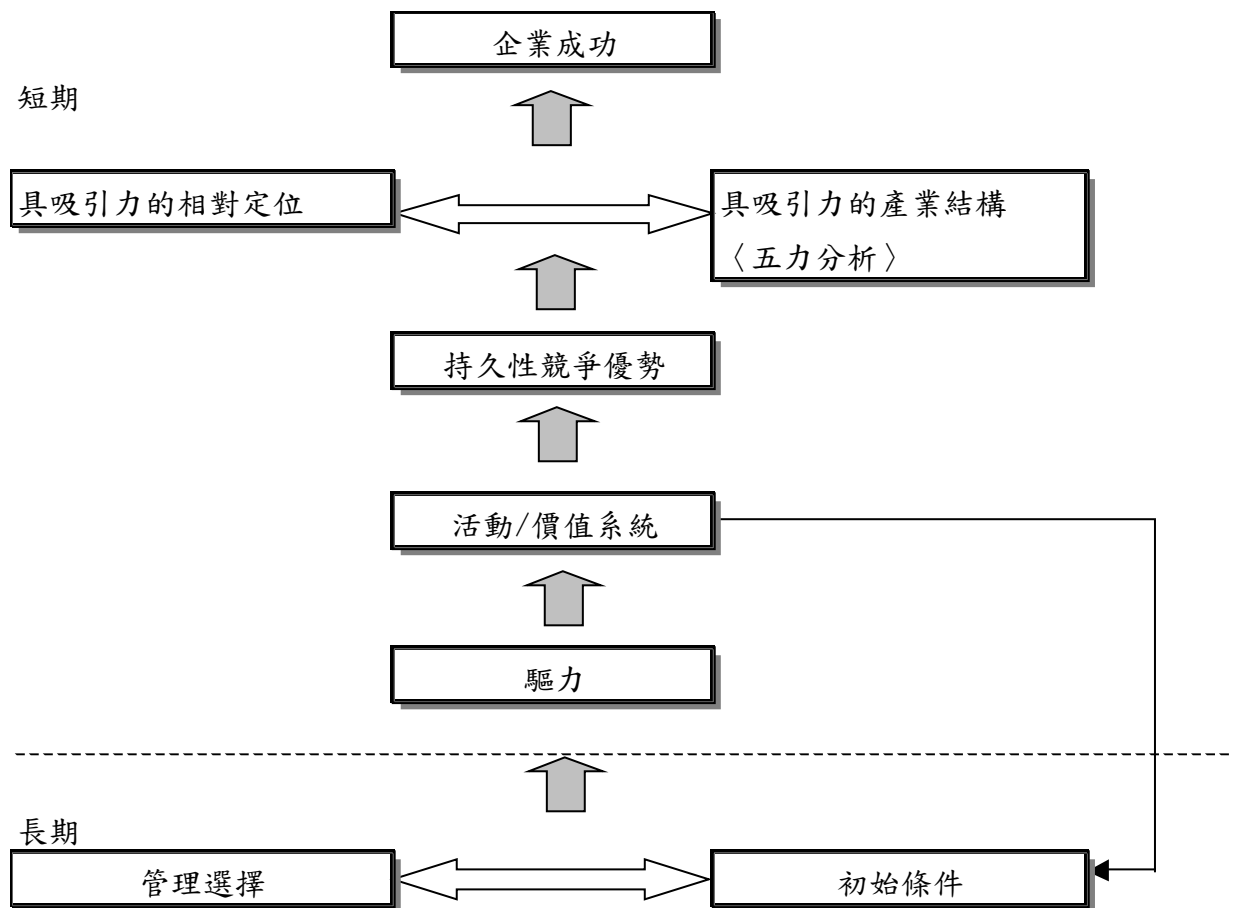 企業成功
短期
具吸引力的相對定位
具吸引力的產業結構
〈五力分析〉
持久性競爭優勢
活動/價值系統
驅力
長期
管理選擇
初始條件